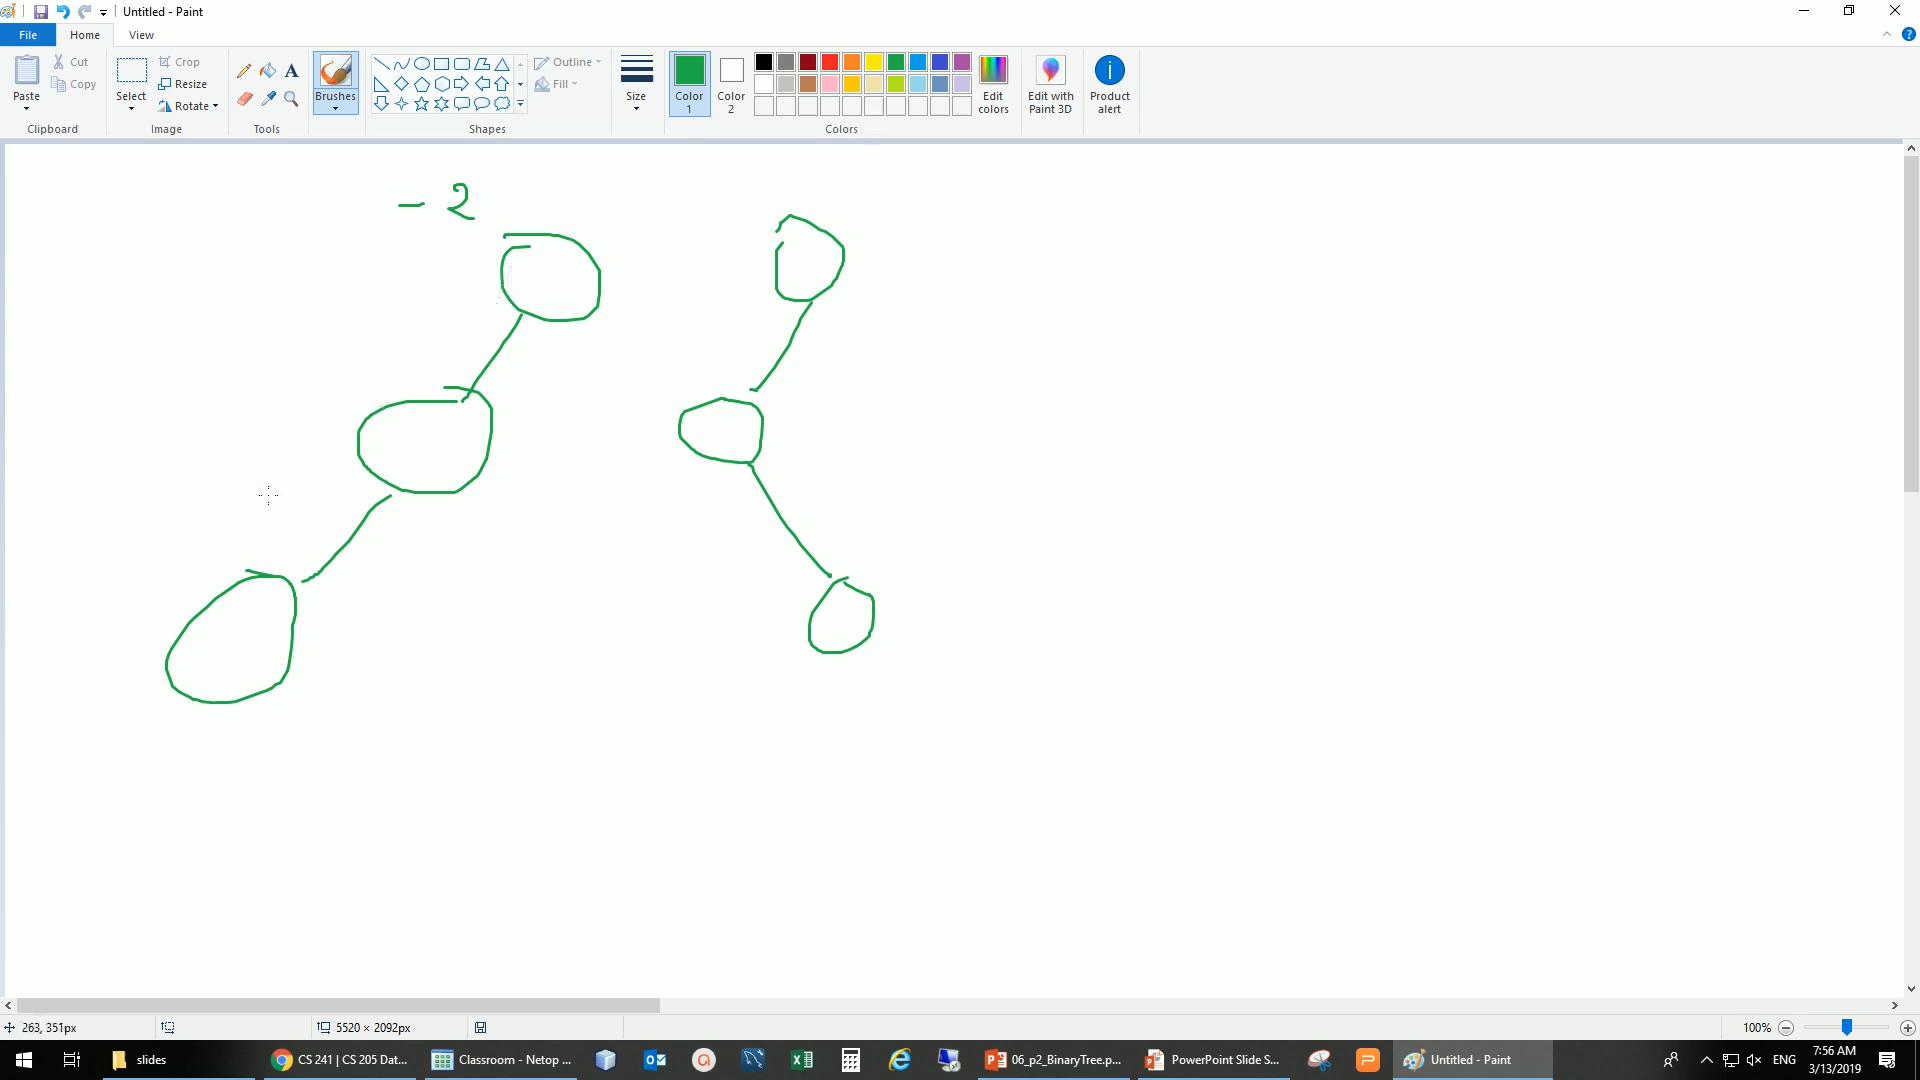 Untitled - Paint
File Home View
Paste
Cut
Copy
Clipboard
Select
Crop
Resize
Rotate
Image
Tools
Brushes
Shapes
Outline
Fill
Size
Color 1
Color 2
Colors
Edit colors
Edit with Paint 3D
Product alert
- 2
263, 351px
5520 × 2092px
100%
slides
CS 241 | CS 205 Dat...
Classroom - Netop ...
06_p2_BinaryTree.p...
PowerPoint Slide S...
Untitled - Paint
ENG
7:56 AM
3/13/2019